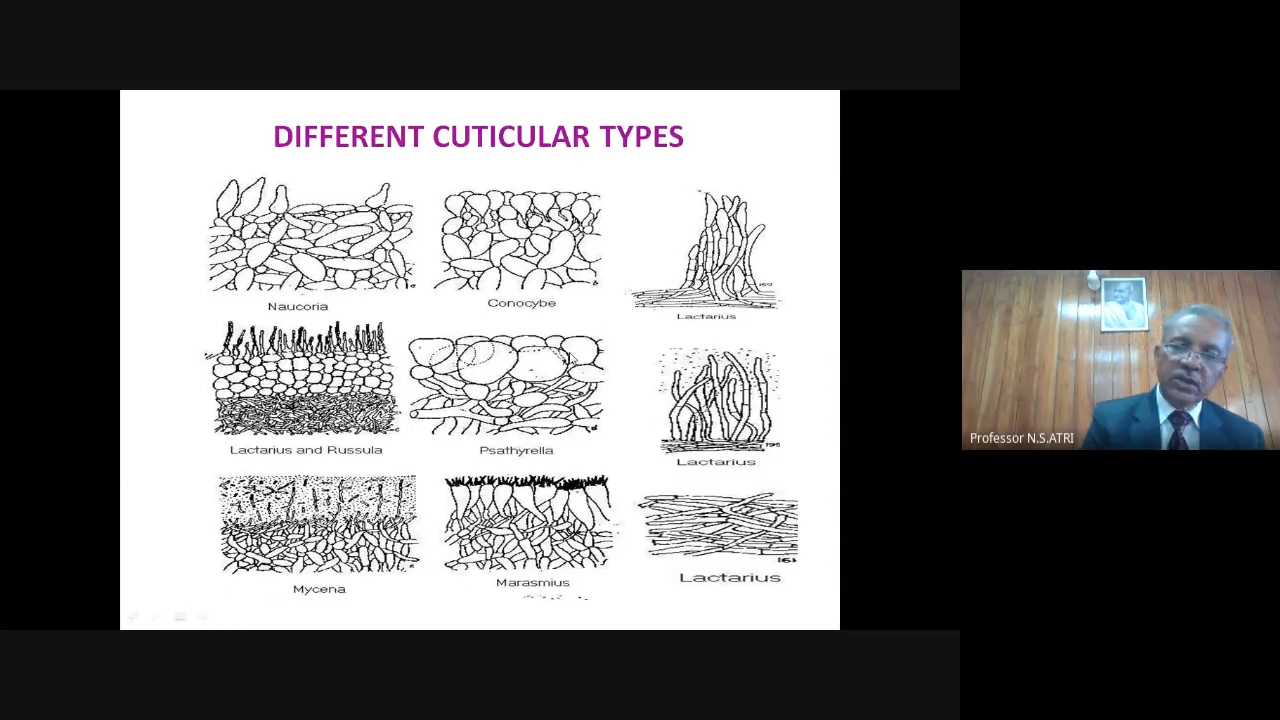 DIFFERENT CUTICULAR TYPES
Naucoria
Conocybe
Lactarius
Lactarius and Russula
Psathyrella
Lactarius
Mycena
Marasmius
Lactarius
Professor N.S.ATRI